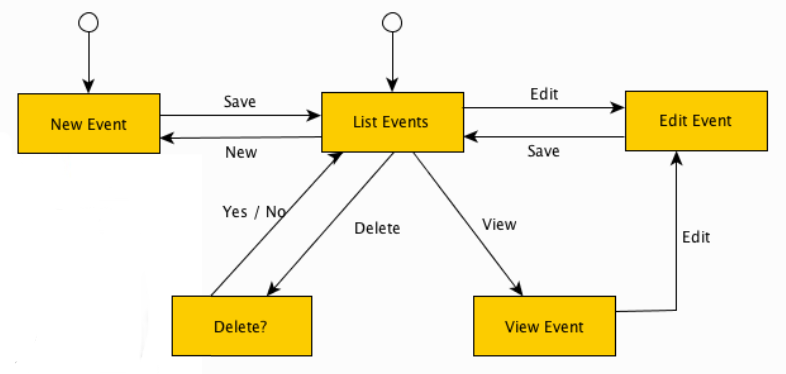 Save
Edit
New Event
List Events
Edit Event
New
Save
Yes / No
Delete
View
Edit
Delete?
View Event